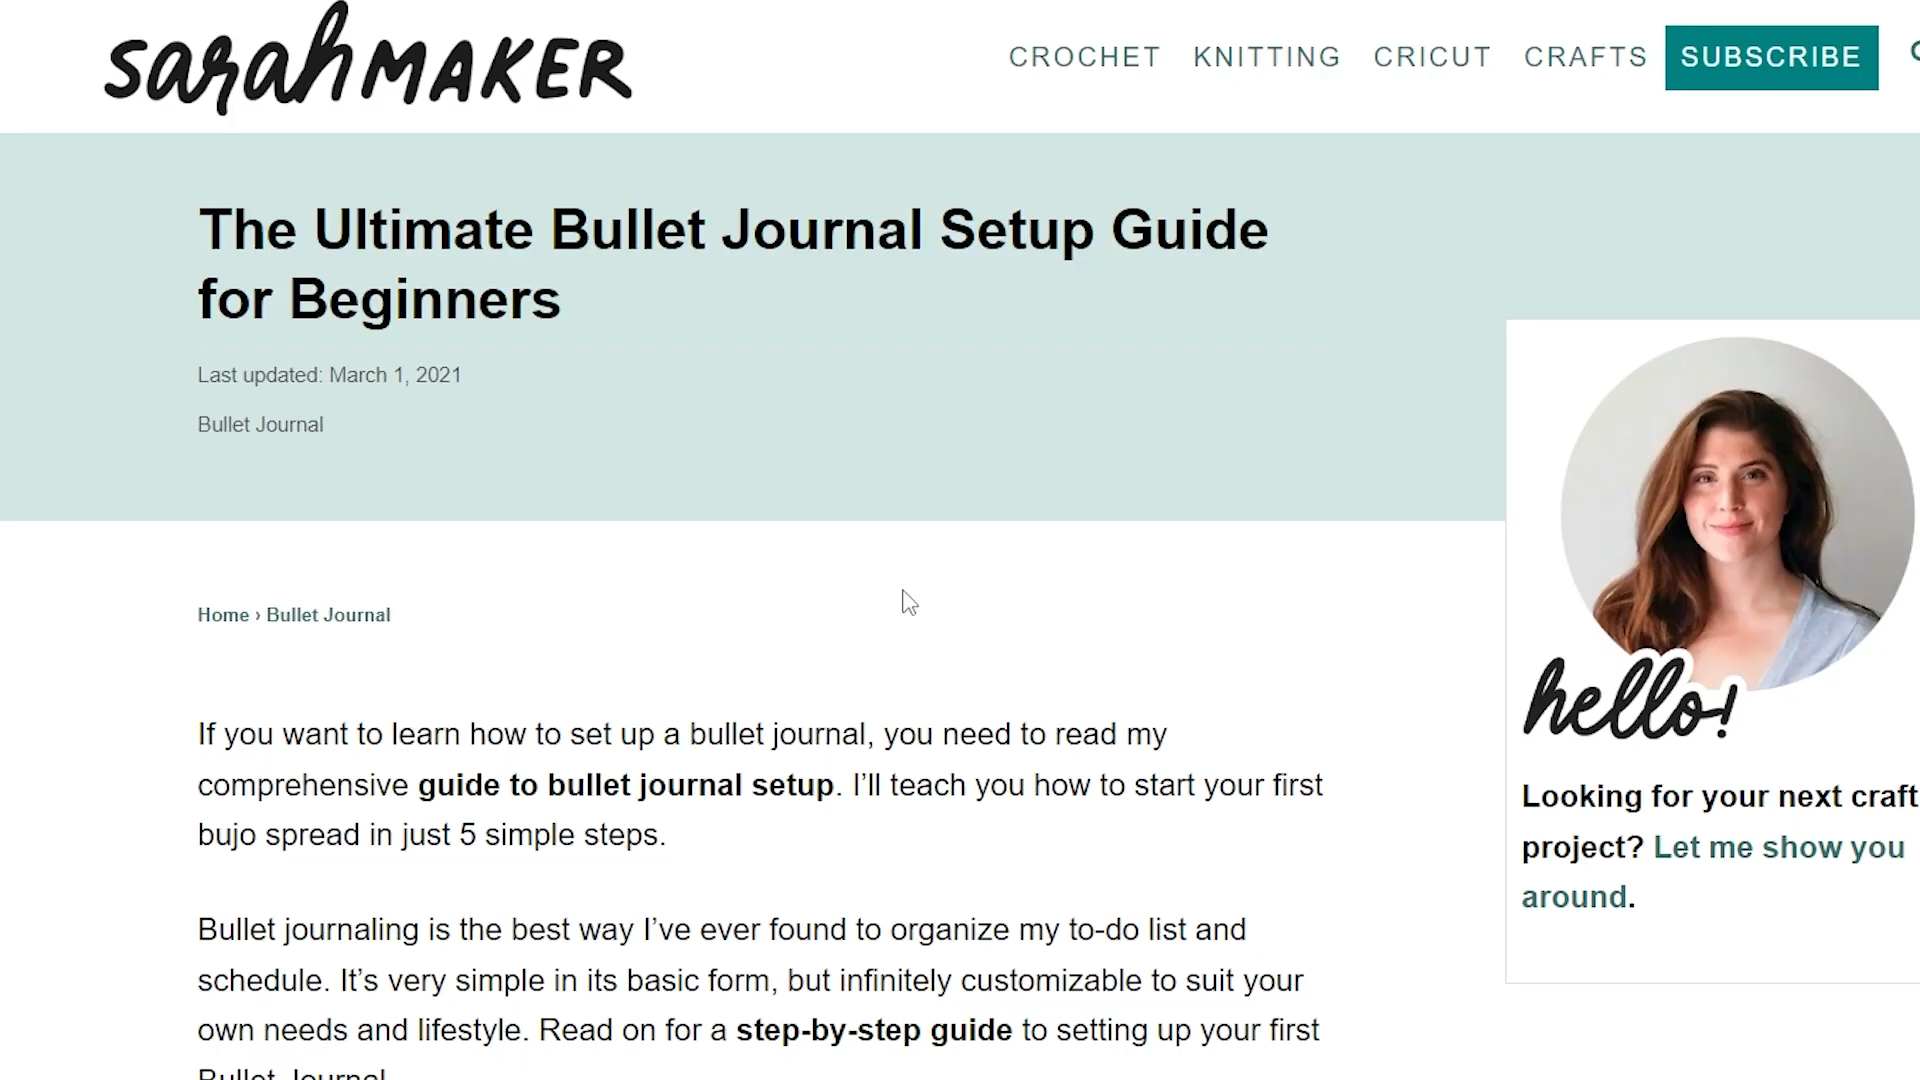 sarahMAKER
CROCHET KNITTING CRICUT CRAFTS SUBSCRIBE
The Ultimate Bullet Journal Setup Guide
for Beginners
Last updated: March 1, 2021
Bullet Journal
Home › Bullet Journal
If you want to learn how to set up a bullet journal, you need to read my
comprehensive guide to bullet journal setup. I’ll teach you how to start your first
bujo spread in just 5 simple steps.
Bullet journaling is the best way I’ve ever found to organize my to-do list and
schedule. It’s very simple in its basic form, but infinitely customizable to suit your
own needs and lifestyle. Read on for a step-by-step guide to setting up your first
Bullet Journal
hello!
Looking for your next craft
project? Let me show you
around.